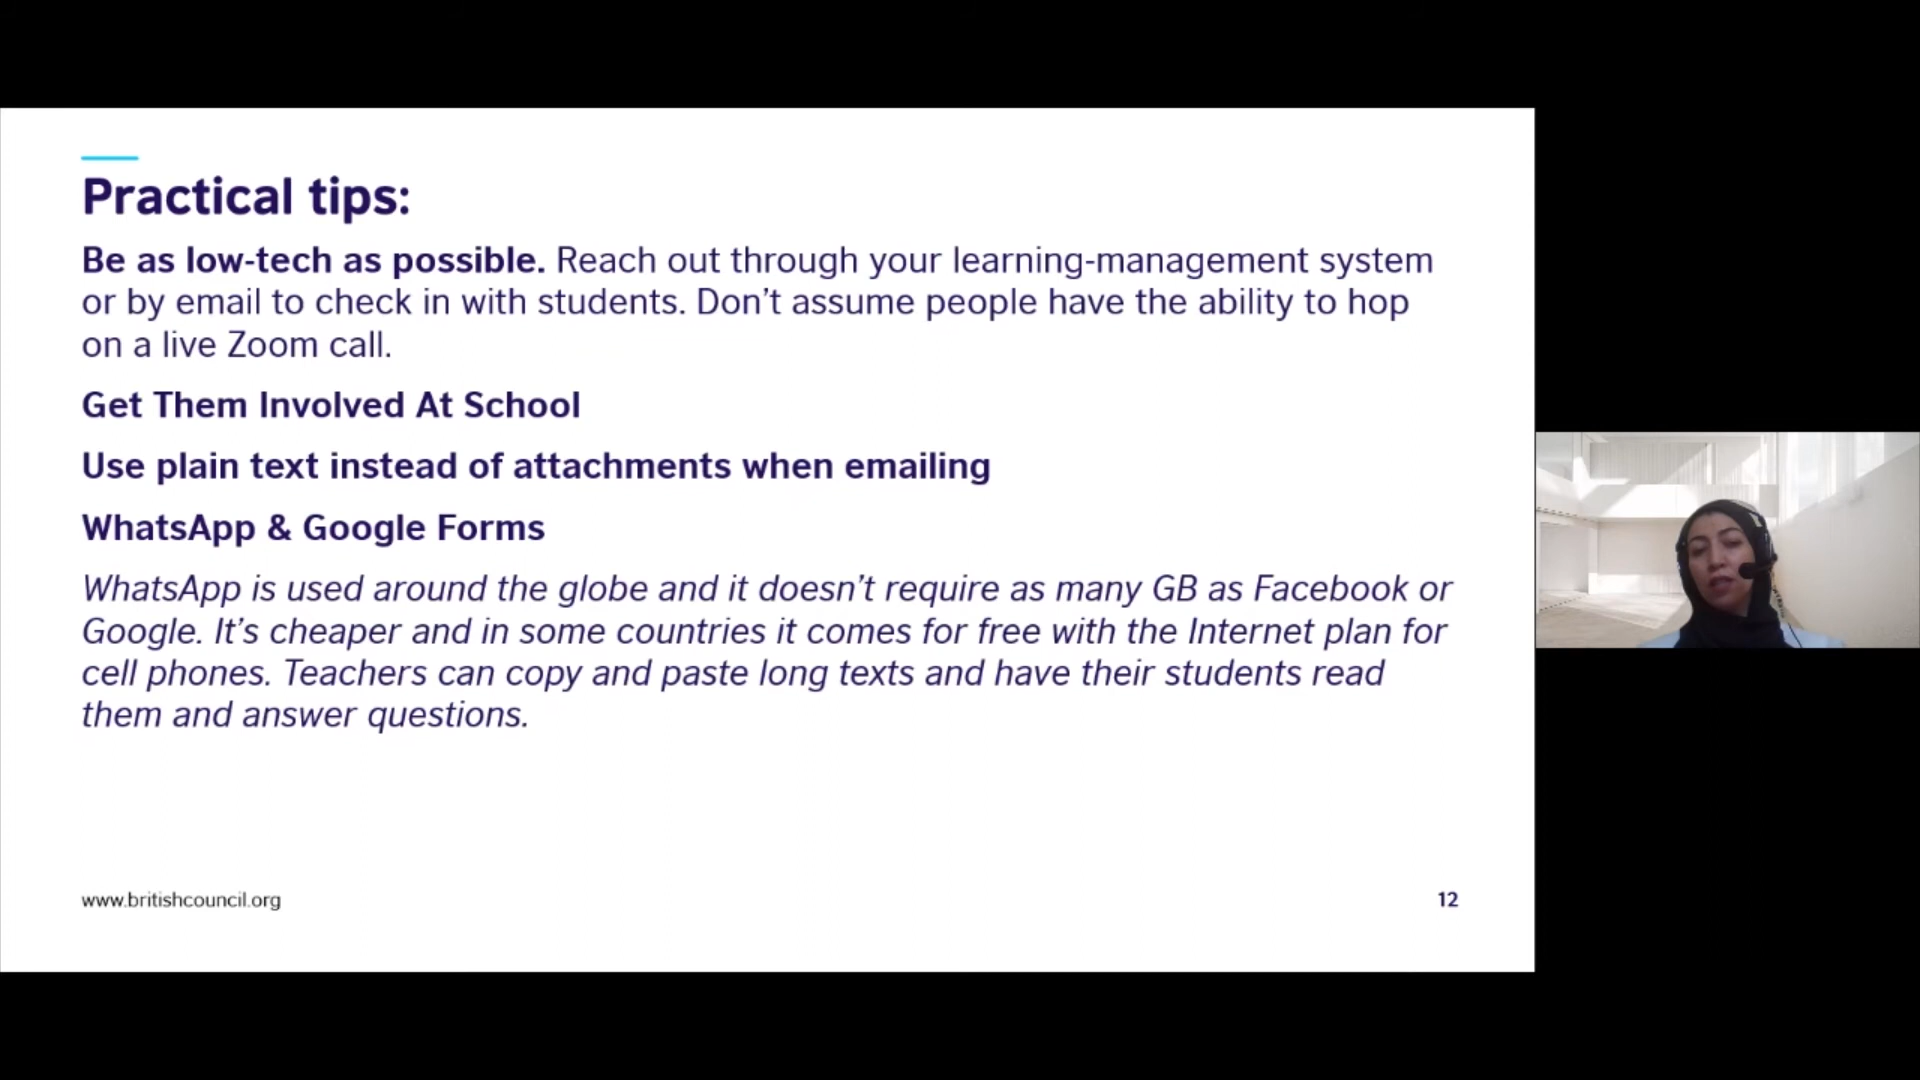 Practical tips:
Be as low-tech as possible. Reach out through your learning-management system
or by email to check in with students. Don’t assume people have the ability to hop
on a live Zoom call.
Get Them Involved At School
Use plain text instead of attachments when emailing
WhatsApp & Google Forms
WhatsApp is used around the globe and it doesn’t require as many GB as Facebook or
Google. It’s cheaper and in some countries it comes for free with the Internet plan for
cell phones. Teachers can copy and paste long texts and have their students read
them and answer questions.
www.britishcouncil.org
12